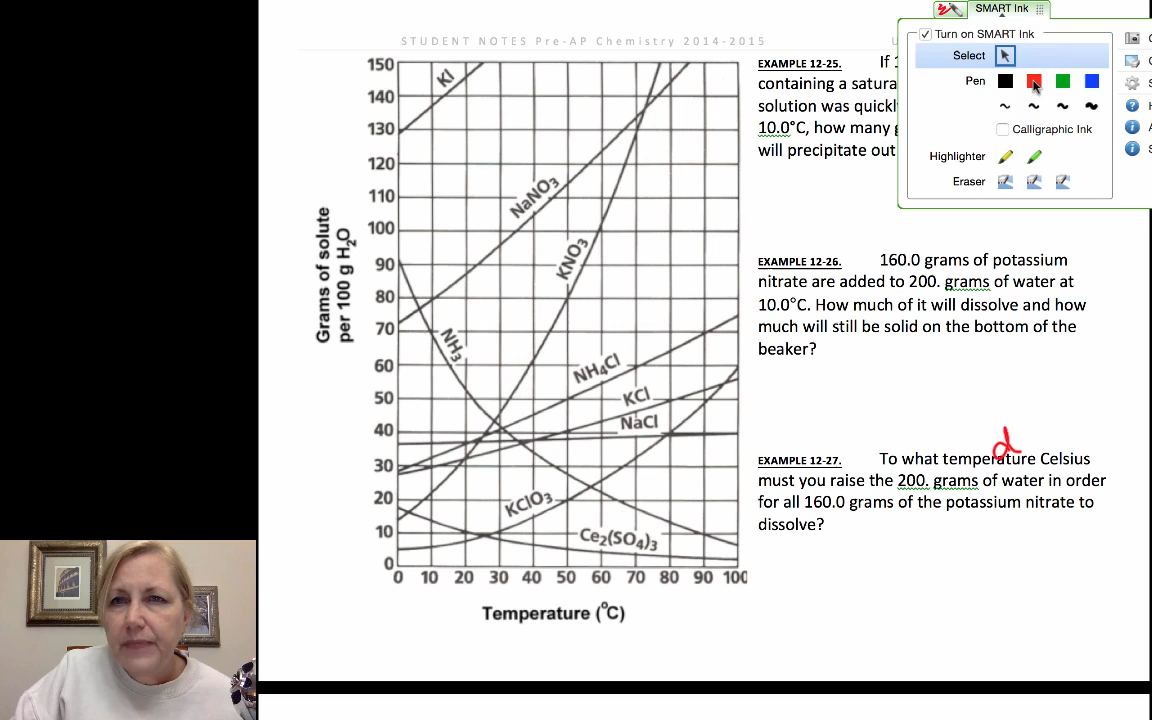 SMART Ink
Turn on SMART Ink
Select
Pen
Calligraphic Ink
Highlighter
Eraser
STUDENT NOTES Pre-AP Chemistry 2014-2015
EXAMPLE 12-25. If 1
containing a satura
solution was quickl
10.0°C, how many g
will precipitate out
Grams of solute
per 100 g H2O
150
140
130
120
110
100
90
80
70
60
50
40
30
20
10
0
KI
NaNO3
KNO3
NH3
NH4Cl
KCl
NaCl
KClO3
Ce2(SO4)3
0 10 20 30 40 50 60 70 80 90 100
Temperature (°C)
EXAMPLE 12-26. 160.0 grams of potassium
nitrate are added to 200. grams of water at
10.0°C. How much of it will dissolve and how
much will still be solid on the bottom of the
beaker?
d
EXAMPLE 12-27. To what temperature Celsius
must you raise the 200. grams of water in order
for all 160.0 grams of the potassium nitrate to
dissolve?